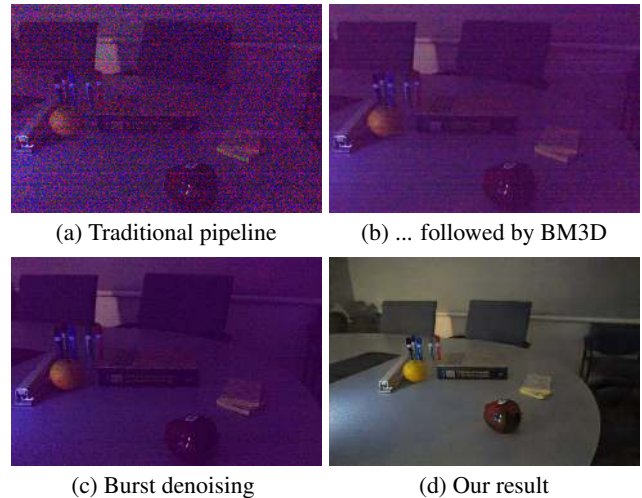 (a) Traditional pipeline
(b) ... followed by BM3D
(c) Burst denoising
(d) Our result